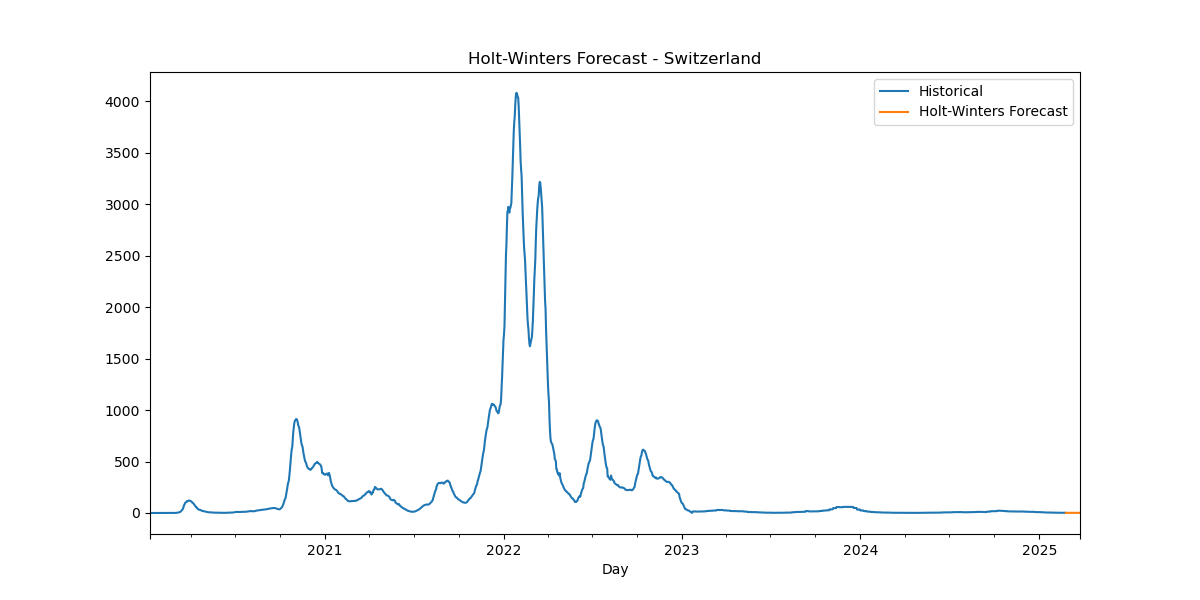 Holt-Winters Forecast - Switzerland
Historical
Holt-Winters Forecast
4000
3500
3000
2500
2000
1500
1000
500
0
2021 2022 2023 2024 2025
Day